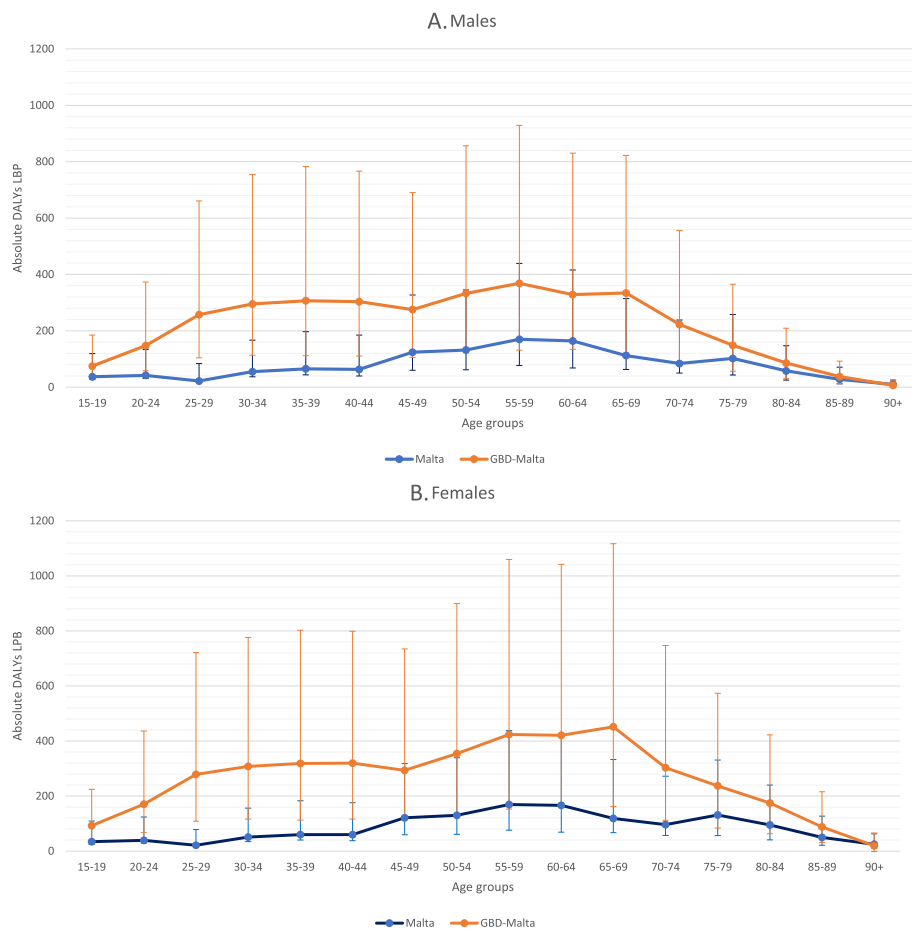 A. Males
1200
1000
800
600
400
200
0
Absolute DALYs LBP
15-19 20-24 25-29 30-34 35-39 40-44 45-49 50-54 55-59 60-64 65-69 70-74 75-79 80-84 85-89 90+
Age groups
Malta GBD-Malta
B. Females
1200
1000
800
600
400
200
0
Absolute DALYs LPB
15-19 20-24 25-29 30-34 35-39 40-44 45-49 50-54 55-59 60-64 65-69 70-74 75-79 80-84 85-89 90+
Age groups
Malta GBD-Malta